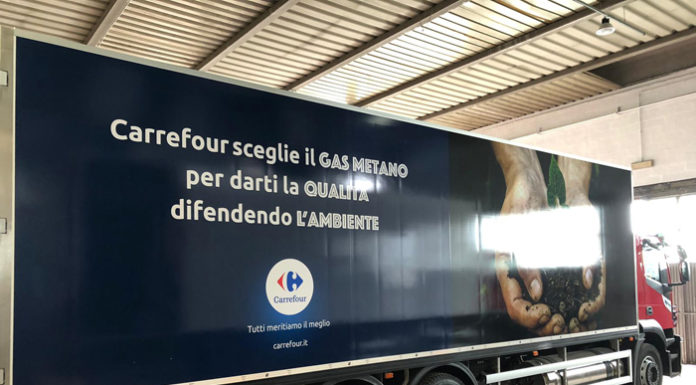 Carrefour sceglie il GAS METANO
per darti la QUALITÀ
difendendo L'AMBIENTE
Carrefour
Tutti meritiamo il meglio
carrefour.it